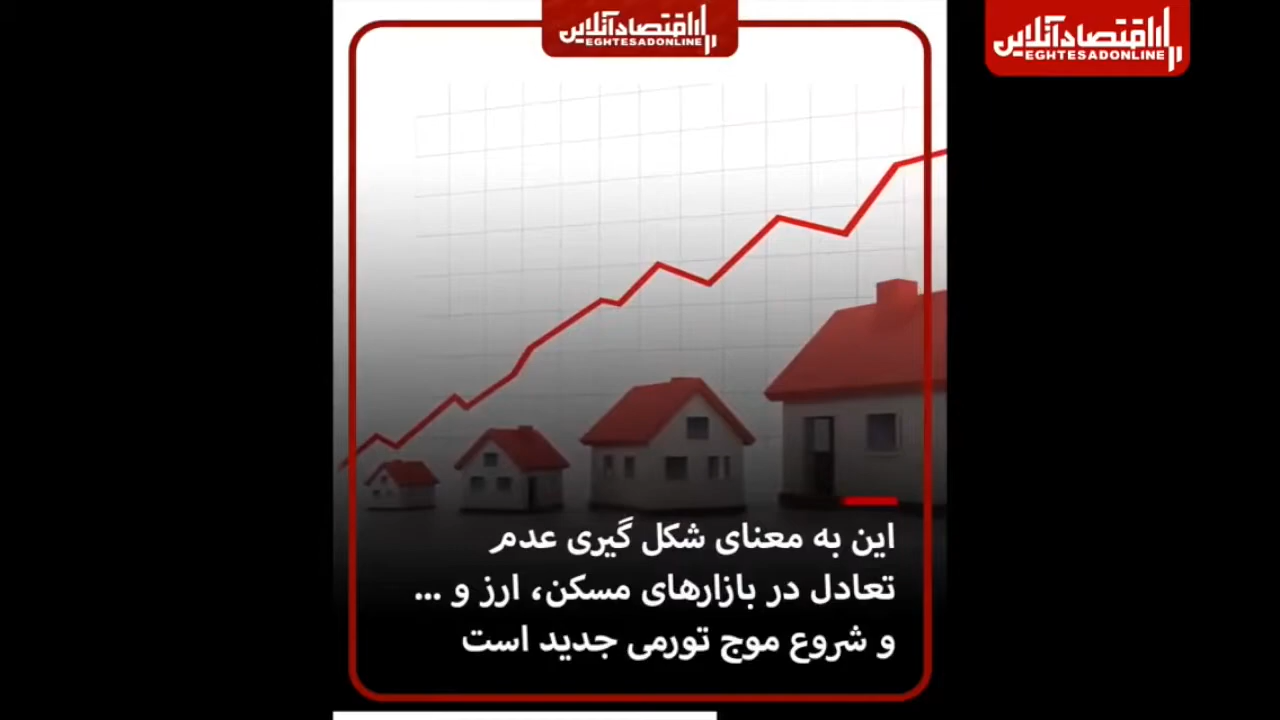 اقتصادآنلاین
EGHTESADONLINE
اقتصادآنلاین
EGHTESADONLINE
این به معنای شکل گیری عدم
تعادل در بازارهای مسکن، ارز و ...
و شروع موج تورمی جدید است